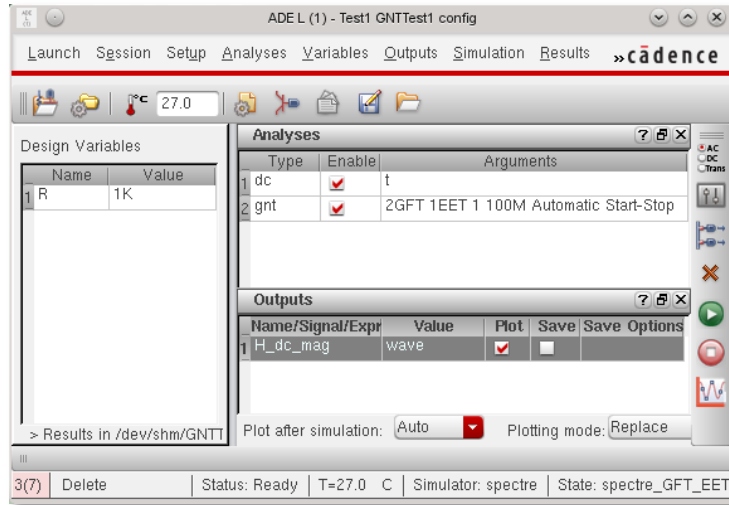 ADE L (1) - Test1 GNTTest1 config
Launch Session Setup Analyses Variables Outputs Simulation Results cādence
°C 27.0
Design Variables
Name Value
1 R 1K
> Results in /dev/shm/GNTT
Analyses
Type Enable Arguments
1 dc t
2 gnt 2GFT 1EET 1 100M Automatic Start-Stop
Outputs
Name/Signal/Expr Value Plot Save Save Options
1 H_dc_mag wave
Plot after simulation: Auto Plotting mode: Replace
AC
DC
Trans
3(7) Delete Status: Ready T=27.0 C Simulator: spectre State: spectre_GFT_EET